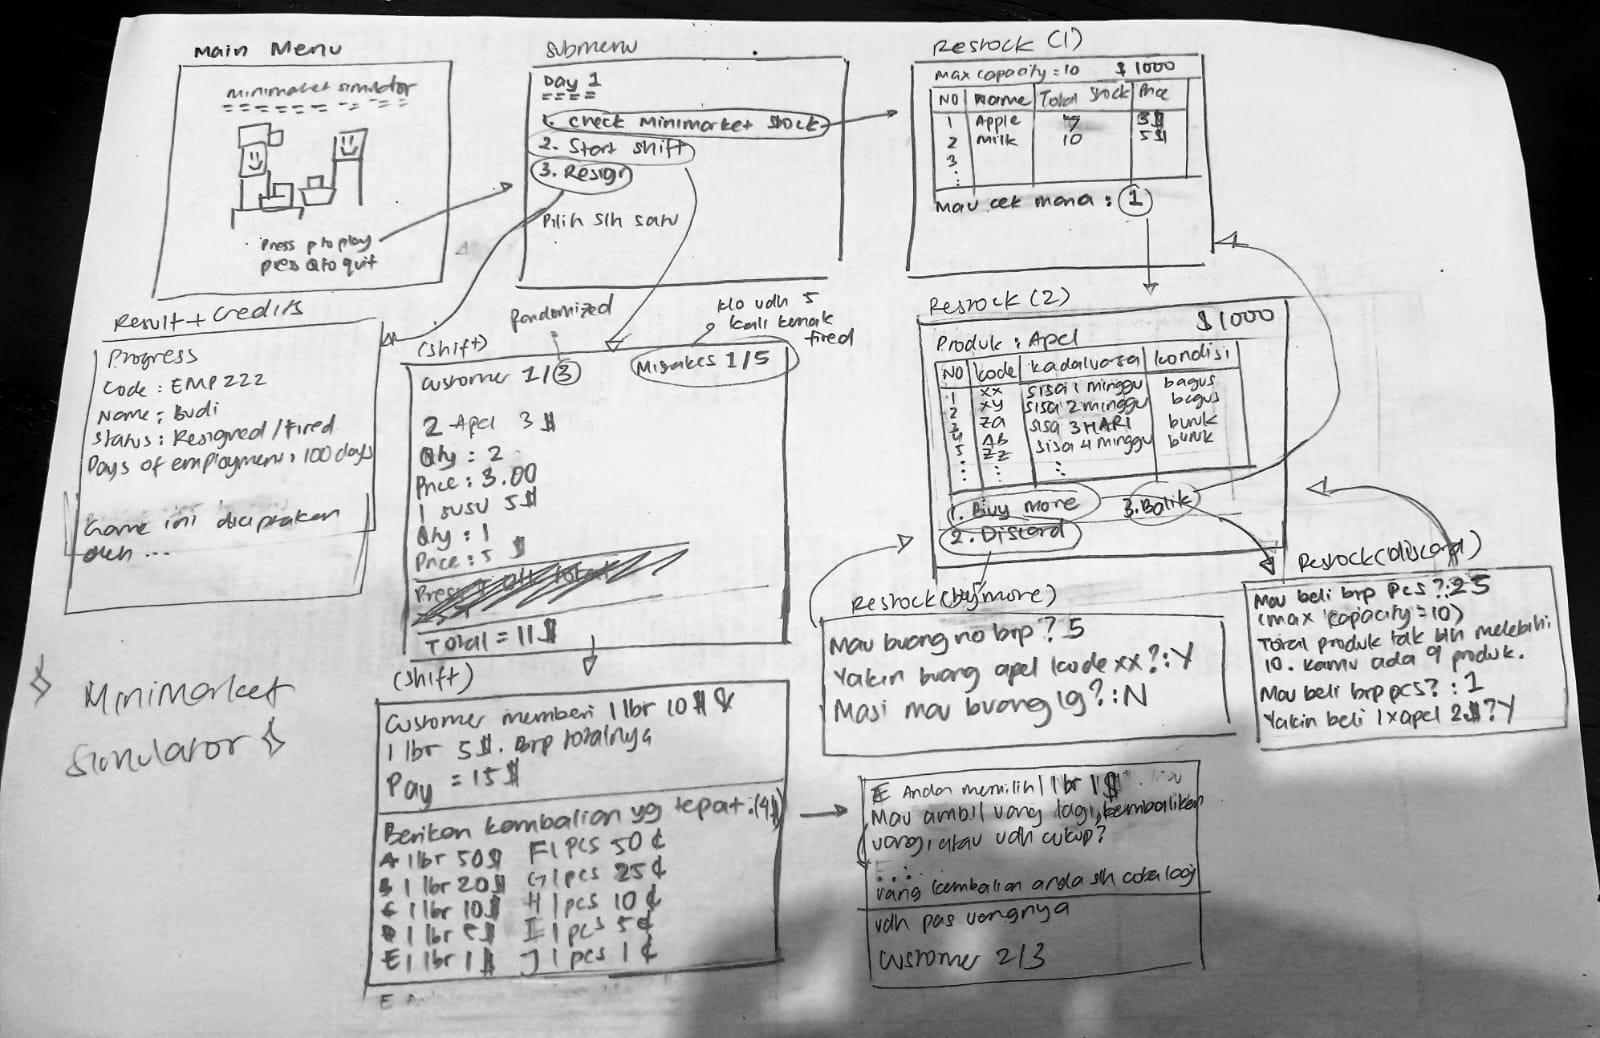 Main Menu
minimarket simulator
Press p to play
press Q to quit
Submenu
Day 1
1. Check Minimarket Stock
2. Start shift
3. Resign
Pilih slh satu
Restock (1)
Max capacity = 10 $ 1000
NO Name Total Stock Price
1 Apple 7 3$
2 Milk 10 5$
3
Mau cek mana : 1
Result + Credits
Progress
Code : EMP 222
Name : Budi
Status : Resigned / Fired
Days of employment : 100 days
Game ini diciptakan
oleh ...
Randomized
klo udh 5
kali kenak
fired
(Shift)
Customer 1/3
Mistakes 1/5
2 Apel 3 $
Qty : 2
Price : 3.00
1 susu 5 $
Qty : 1
Price : 5 $
Total = 11 $
Restock (2)
Produk : Apel $ 1000
NO kode kadaluasa kondisi
1 xx sisa 1 minggu bagus
2 xy sisa 2 minggu bagus
3 za sisa 3 HARI buruk
4 AB sisa 4 minggu buruk
5 zz
1. Buy More 3. Balik
2. Discard
Restock (buy more)
Mau buang no brp ? 5
Yakin buang apel kode xx ? : Y
Masi mau buang lg ? : N
Restock (discard)
Mau beli brp pcs ? : 25
(max capacity = 10)
Total produk tak blh melebihi
10. Kamu ada 9 produk.
Mau beli brp pcs? : 1
Yakin beli 1x apel 2 $ ? Y
Minimarket
Simulator
(Shift)
Customer memberi 1 lbr 10 $ &
1 lbr 5 $. Brp totalnya
Pay = 15 $
Berikan kembalian yg tepat : (4$)
A 1 lbr 50$ F 1 pcs 50 ¢
B 1 lbr 20$ G 1 pcs 25 ¢
C 1 lbr 10$ H 1 pcs 10 ¢
D 1 lbr 5$ I 1 pcs 5 ¢
E 1 lbr 1$ J 1 pcs 1 ¢
E
E Anda memilih 1 lbr 1 $
Mau ambil uang lagi, kembalikan
uang, atau udh cukup?
uang kembalian anda slh coba lagi
udh pas uangnya
Customer 2/3